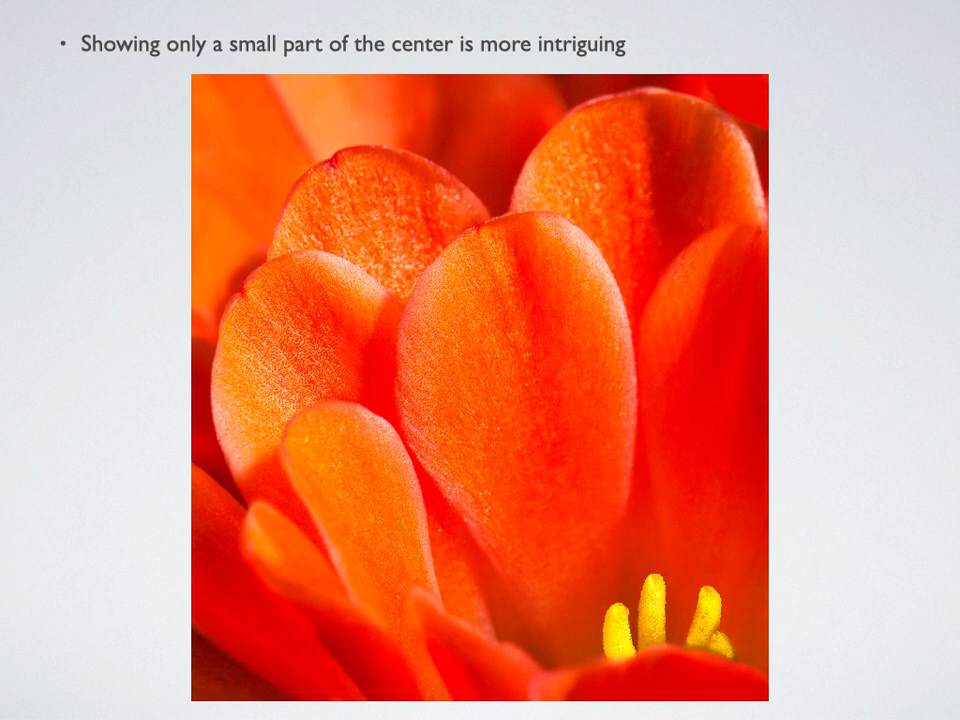 • Showing only a small part of the center is more intriguing